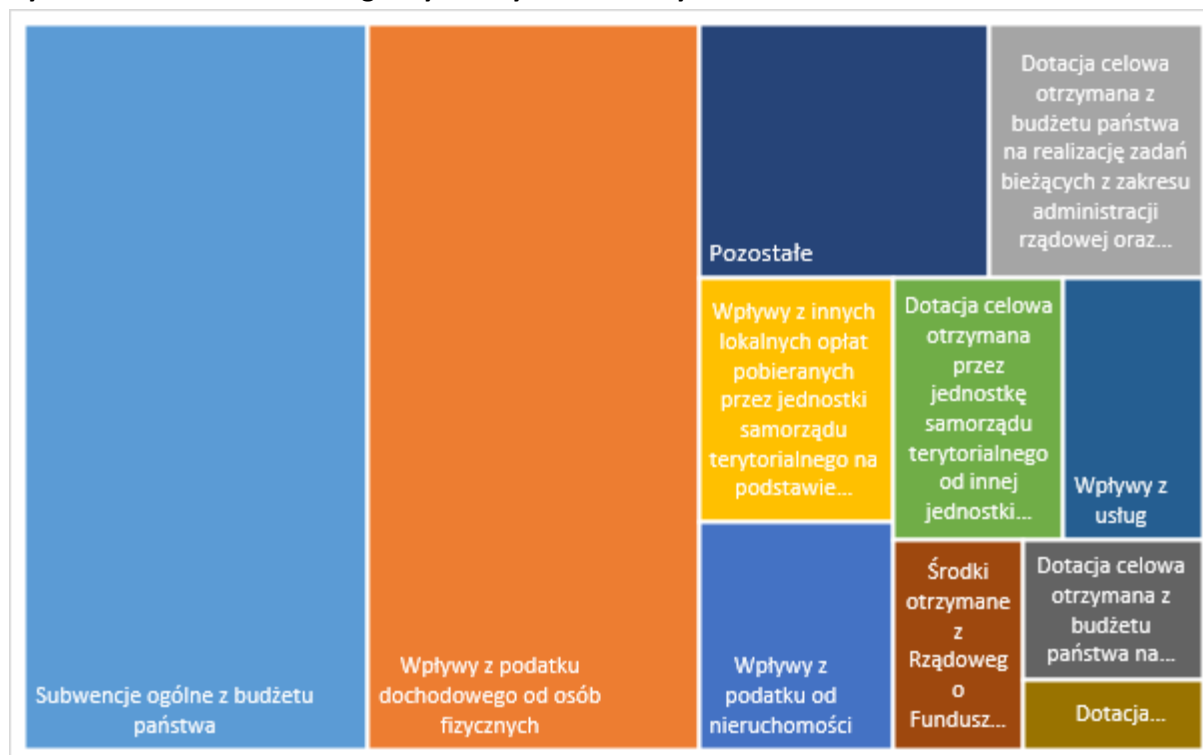 Subwencje ogólne z budżetu
państwa
Wpływy z podatku
dochodowego od osób
fizycznych
Pozostałe
Dotacja celowa
otrzymana z
budżetu państwa
na realizację zadań
bieżących z zakresu
administracji
rządowej oraz...
Wpływy z innych
lokalnych opłat
pobieranych
przez jednostki
samorządu
terytorialnego na
podstawie...
Dotacja celowa
otrzymana
przez
jednostkę
samorządu
terytorialnego
od innej
jednostki...
Wpływy z
usług
Wpływy z
podatku od
nieruchomości
Środki
otrzymane
z
Rządoweg
o
Fundusz...
Dotacja celowa
otrzymana z
budżetu
państwa na...
Dotacja...